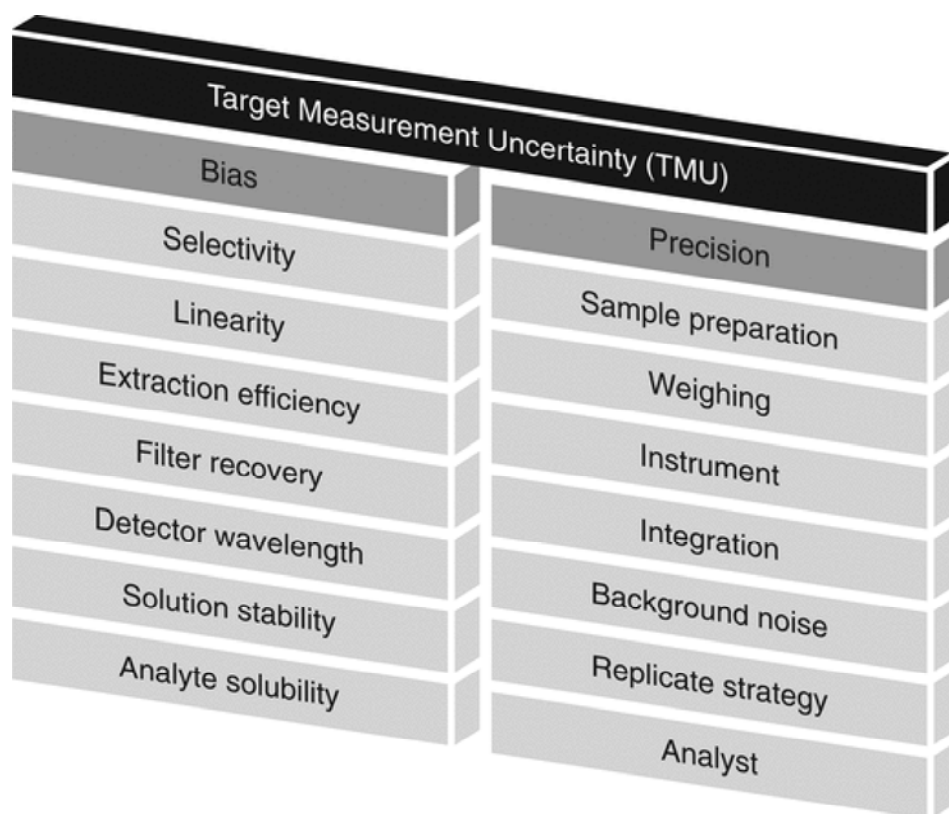 Target Measurement Uncertainty (TMU)
Bias
Selectivity
Linearity
Extraction efficiency
Filter recovery
Detector wavelength
Solution stability
Analyte solubility
Precision
Sample preparation
Weighing
Instrument
Integration
Background noise
Replicate strategy
Analyst